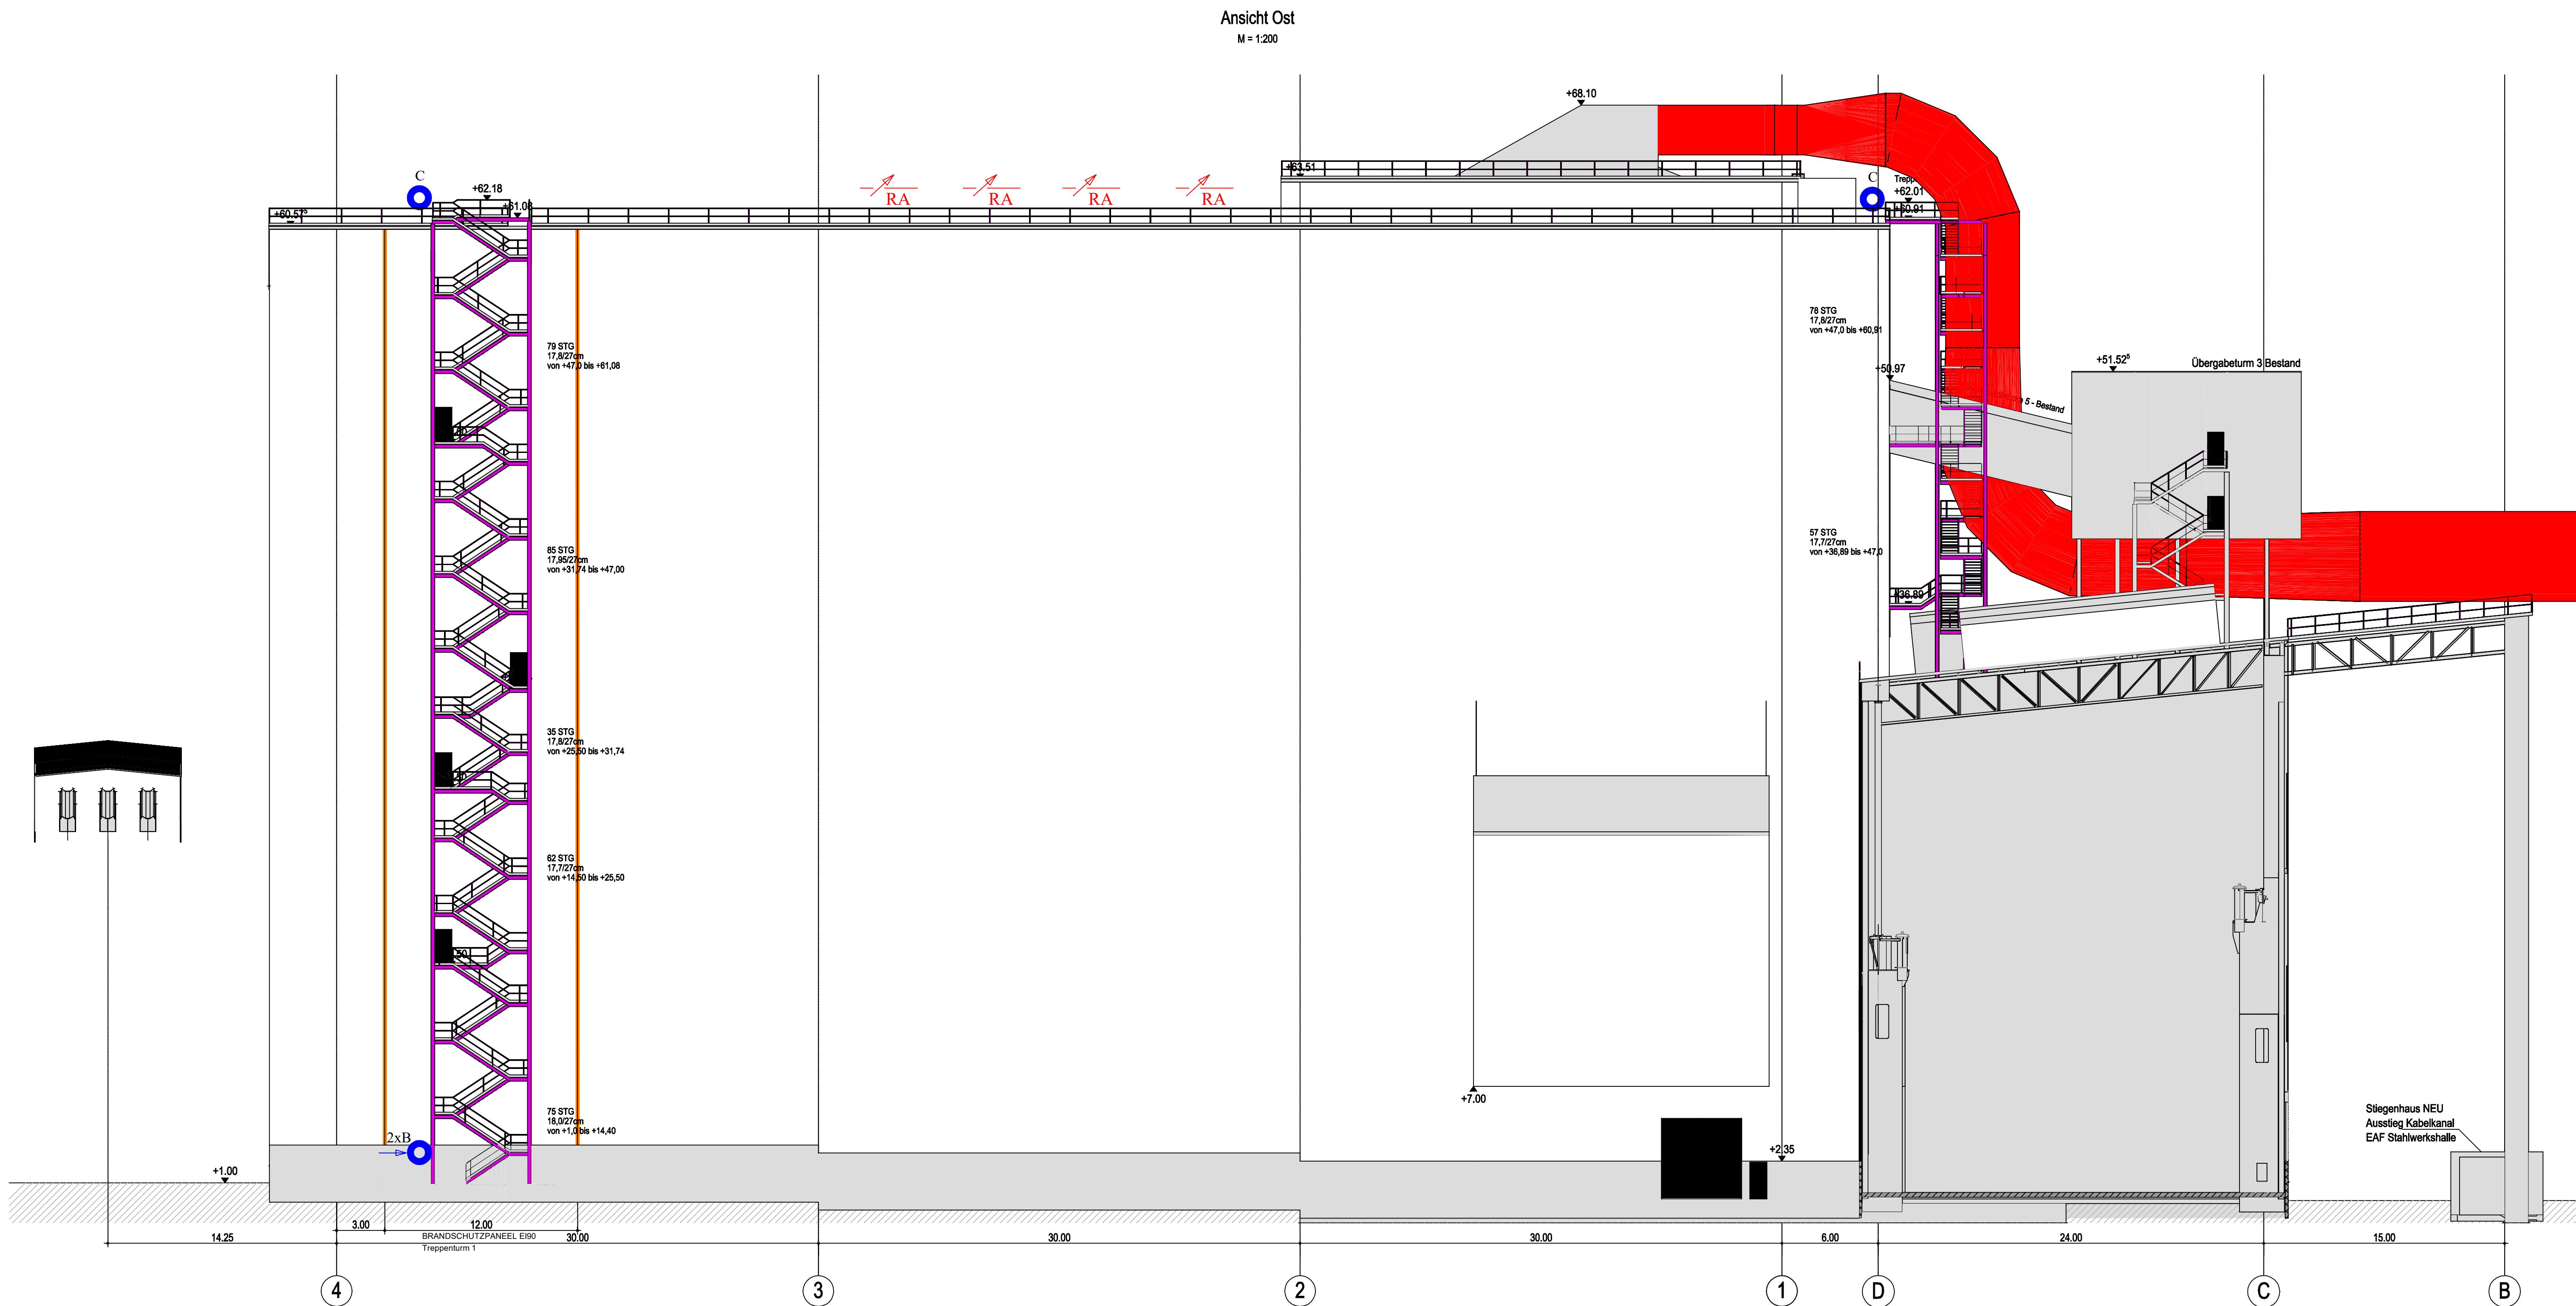 Ansicht Ost
M = 1:200
+68.10
+63.51
C
+62.18
+61.08
+60.57⁵
RA
RA
RA
RA
C
+62.01
+60.91
78 STG
17,8/27cm
von +47,0 bis +60,91
79 STG
17,8/27cm
von +47,0 bis +61,08
+50.97
+51.52⁵
Übergabeturm 3 Bestand
5 - Bestand
57 STG
17,7/27cm
von +36,89 bis +47,0
85 STG
17,95/27cm
von +31,74 bis +47,00
+36.89
35 STG
17,8/27cm
von +25,50 bis +31,74
62 STG
17,7/27cm
von +14,50 bis +25,50
+7.00
75 STG
18,0/27cm
von +1,0 bis +14,40
2xB
+2.35
Stiegenhaus NEU
Ausstieg Kabelkanal
EAF Stahlwerkshalle
+1.00
3.00
12.00
14.25
BRANDSCHUTZPANEEL EI90
Treppenturm 1
30.00
30.00
30.00
6.00
24.00
15.00
4
3
2
1
D
C
B